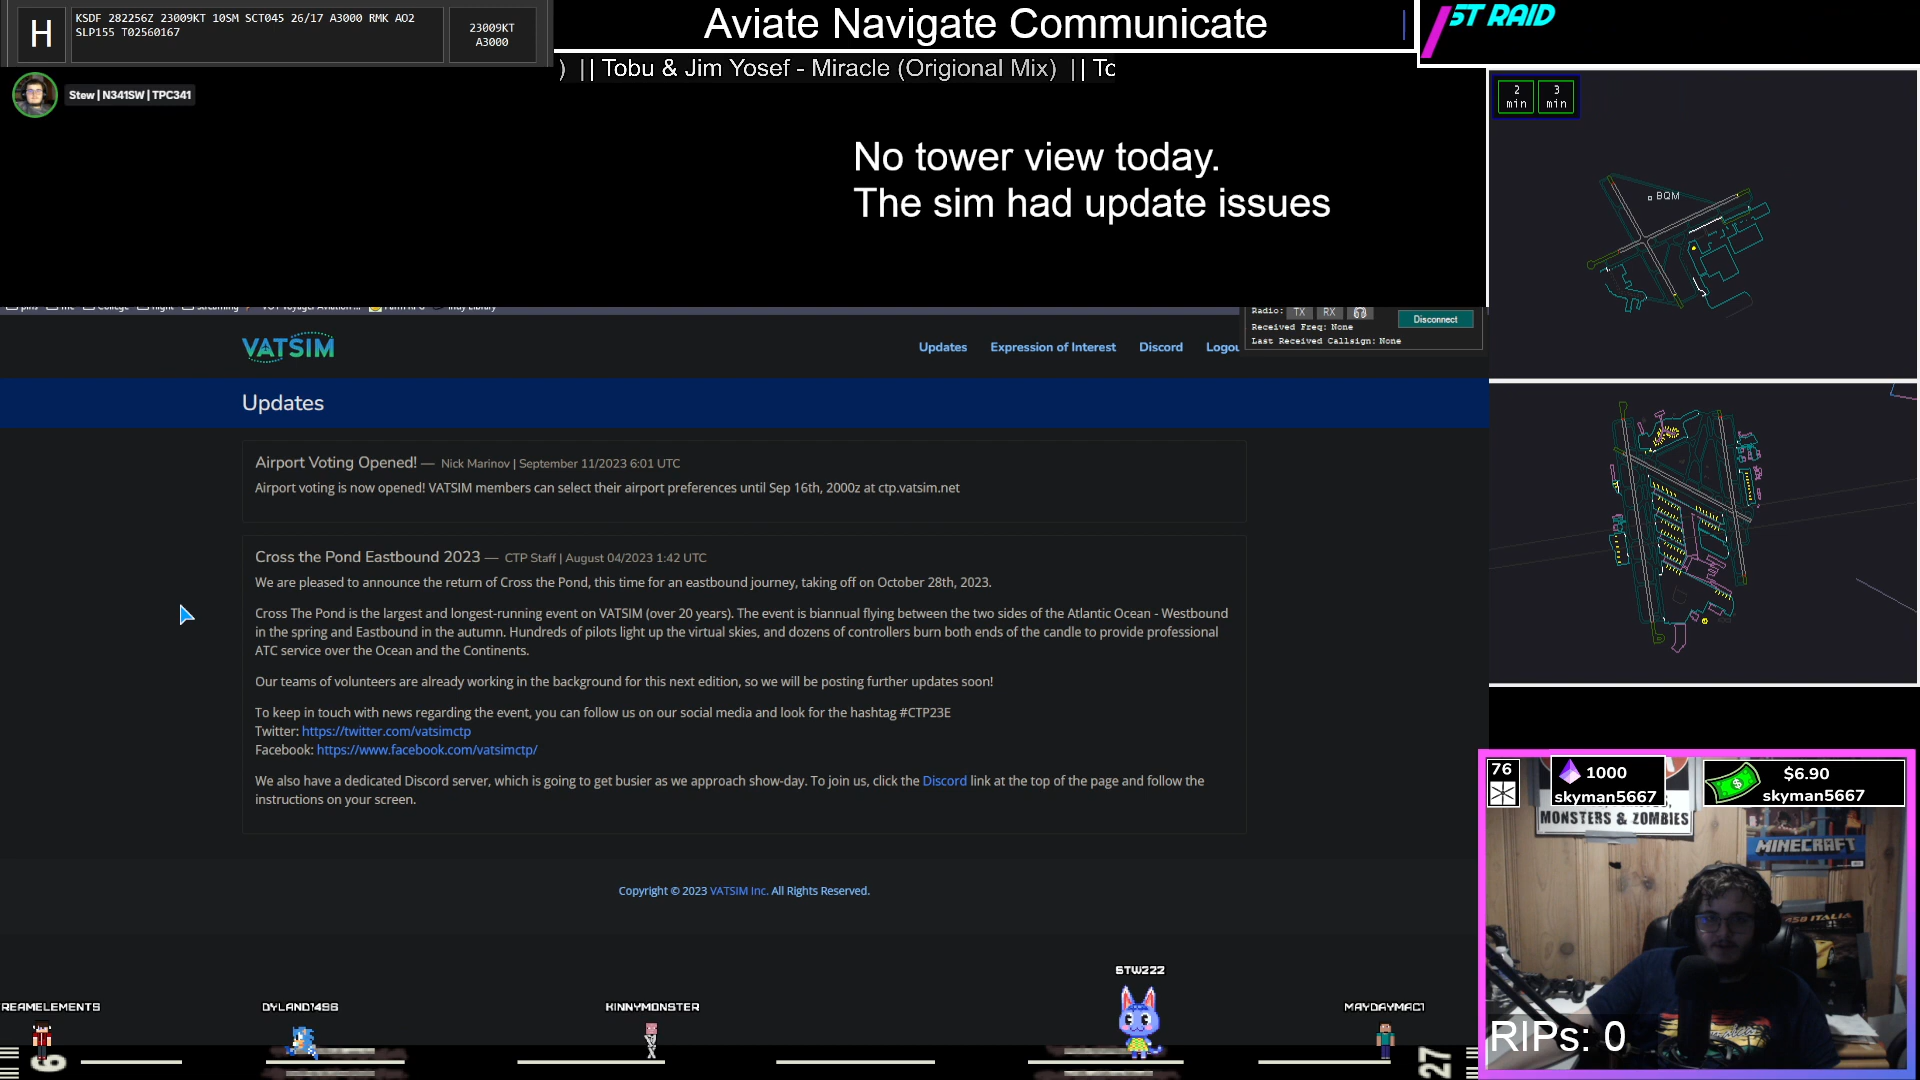 H
KSDF 282256Z 23009KT 10SM SCT045 26/17 A3000 RMK AO2
SLP155 T02560167
23009KT
A3000
Aviate Navigate Communicate
ST RAID
) || Tobu & Jim Yosef - Miracle (Origional Mix) || To
Stew | N341SW | TPC341
No tower view today.
The sim had update issues
2 min
3 min
BQM
Radio: TX RX
Disconnect
Received Freq: None
Last Received Callsign: None
VATSIM
Updates Expression of Interest Discord Logou
Updates
Airport Voting Opened! — Nick Marinov | September 11/2023 6:01 UTC
Airport voting is now opened! VATSIM members can select their airport preferences until Sep 16th, 2000z at ctp.vatsim.net
Cross the Pond Eastbound 2023 — CTP Staff | August 04/2023 1:42 UTC
We are pleased to announce the return of Cross the Pond, this time for an eastbound journey, taking off on October 28th, 2023.
Cross The Pond is the largest and longest-running event on VATSIM (over 20 years). The event is biannual flying between the two sides of the Atlantic Ocean - Westbound
in the spring and Eastbound in the autumn. Hundreds of pilots light up the virtual skies, and dozens of controllers burn both ends of the candle to provide professional
ATC service over the Ocean and the Continents.
Our teams of volunteers are already working in the background for this next edition, so we will be posting further updates soon!
To keep in touch with news regarding the event, you can follow us on our social media and look for the hashtag #CTP23E
Twitter: https://twitter.com/vatsimctp
Facebook: https://www.facebook.com/vatsimctp/
We also have a dedicated Discord server, which is going to get busier as we approach show-day. To join us, click the Discord link at the top of the page and follow the
instructions on your screen.
Copyright © 2023 VATSIM Inc. All Rights Reserved.
76
1000
skyman5667
$6.90
skyman5667
MONSTERS & ZOMBIES
MINECRAFT
458 ITALIA
RIPs: 0
REAMELEMENTS
DYLAND1496
KINNYMONSTER
STW222
MAYDAYMAC1
27